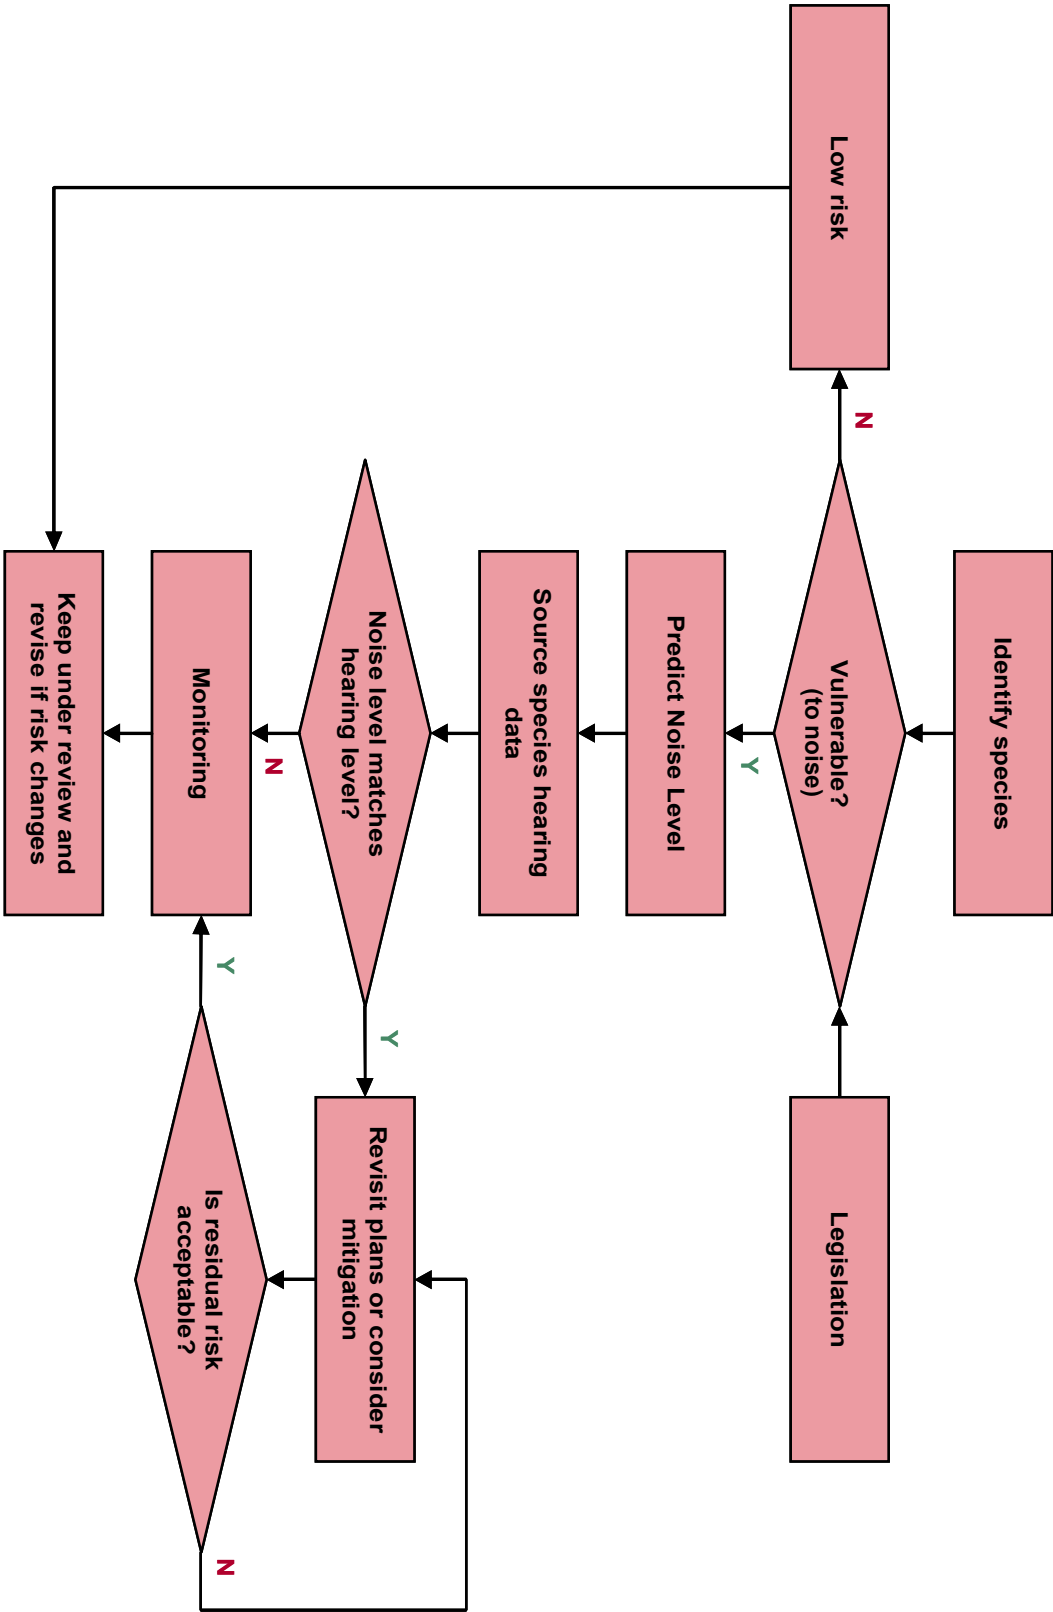 Identify species
Vulnerable?
(to noise)
Legislation
N
Low risk
Y
Predict Noise Level
Source species hearing
data
Noise level matches
hearing level?
Y
Revisit plans or consider
mitigation
N
Monitoring
Y
Is residual risk
acceptable?
N
Keep under review and
revise if risk changes